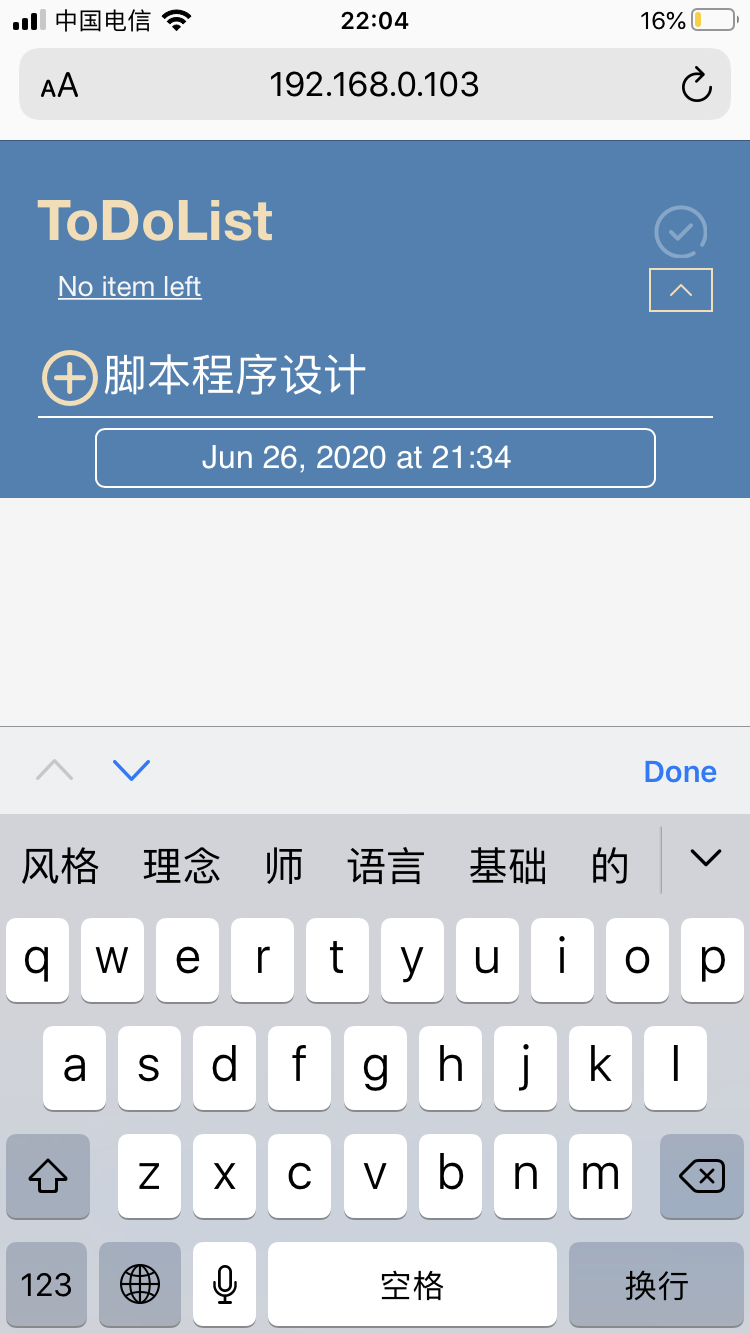 中国电信 22:04 16%
AA 192.168.0.103
ToDoList
No item left
脚本程序设计
Jun 26, 2020 at 21:34
Done
风格 理念 师 语言 基础 的
q w e r t y u i o p
a s d f g h j k l
z x c v b n m
123 空格 换行